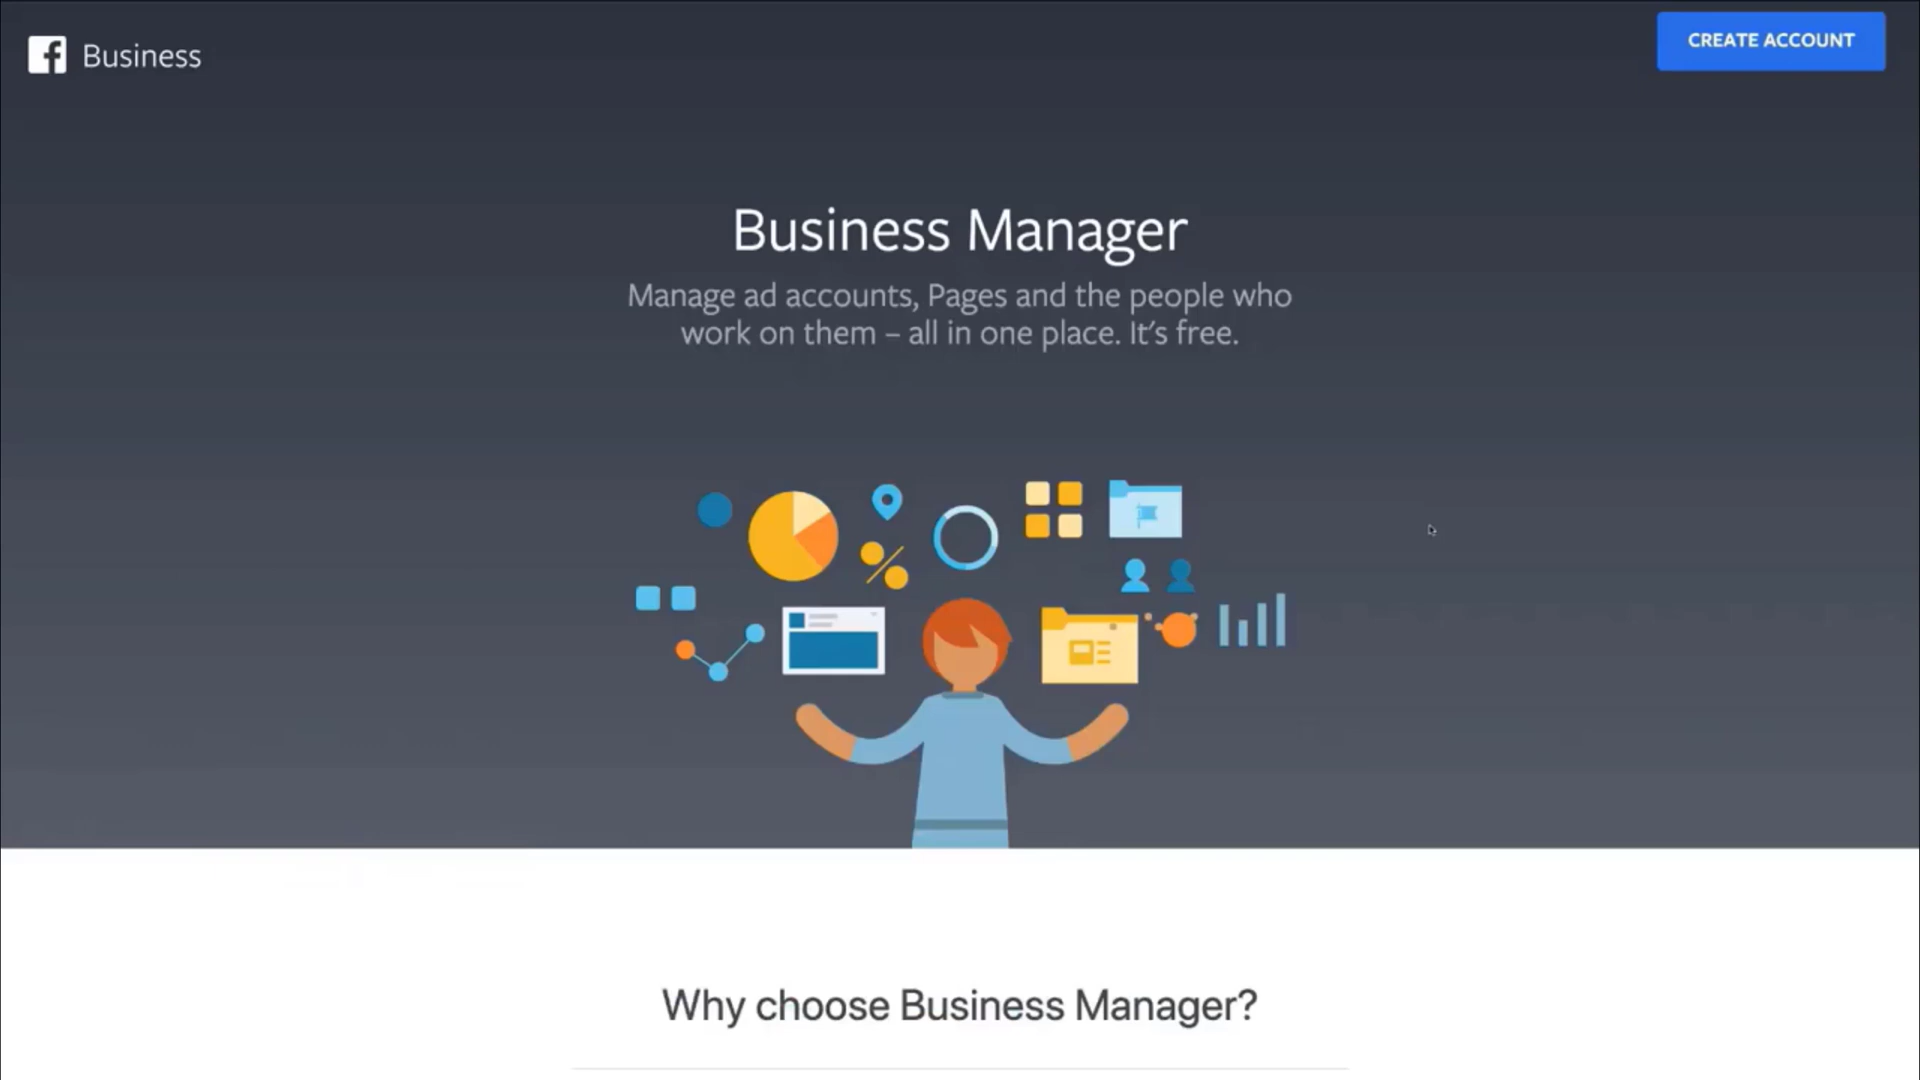 Business
CREATE ACCOUNT
Business Manager
Manage ad accounts, Pages and the people who
work on them – all in one place. It's free.
Why choose Business Manager?